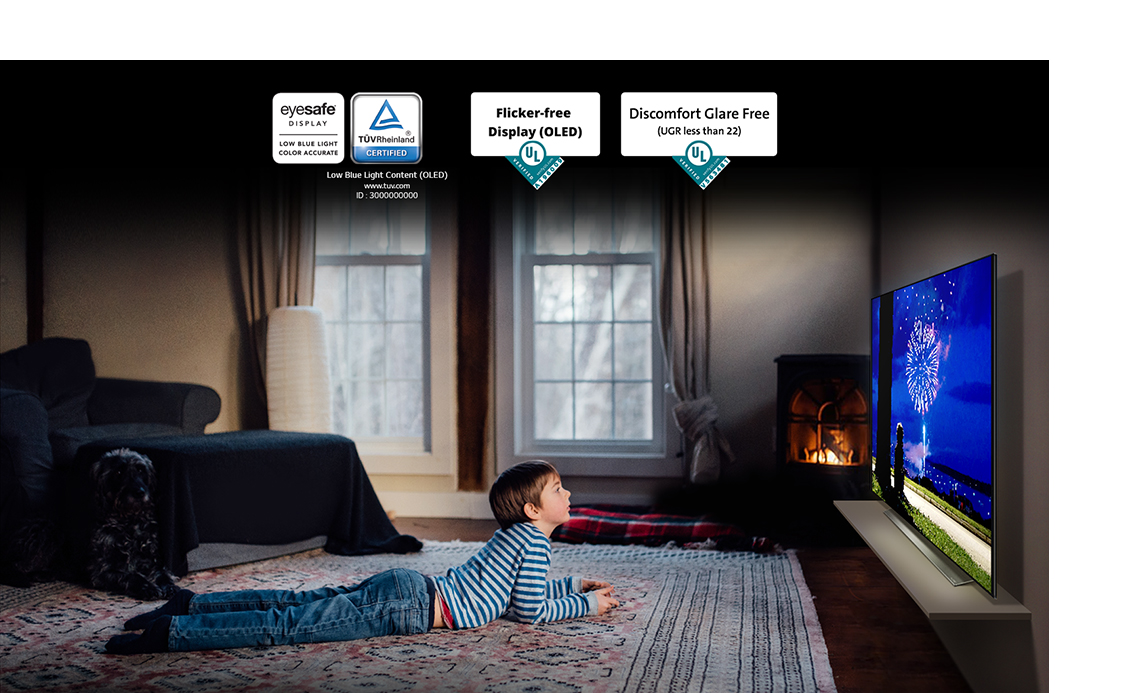 eyesafe®
DISPLAY
LOW BLUE LIGHT
COLOR ACCURATE
TÜVRheinland®
CERTIFIED
Low Blue Light Content (OLED)
www.tuv.com
ID : 3000000000
Flicker-free
Display (OLED)
UL
VERIFIED
Discomfort Glare Free
(UGR less than 22)
UL
VERIFIED